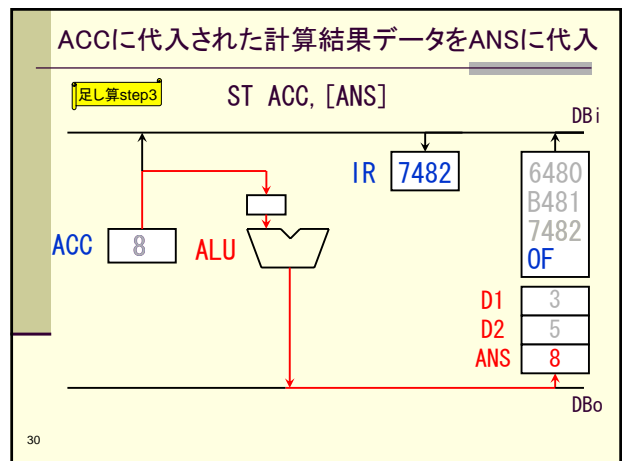 ACCに代入された計算結果データをANSに代入
足し算step3
ST ACC, [ANS]
DBi
IR 7482
6480
B481
7482
0F
ACC 8
ALU
D1 3
D2 5
ANS 8
DBo
30